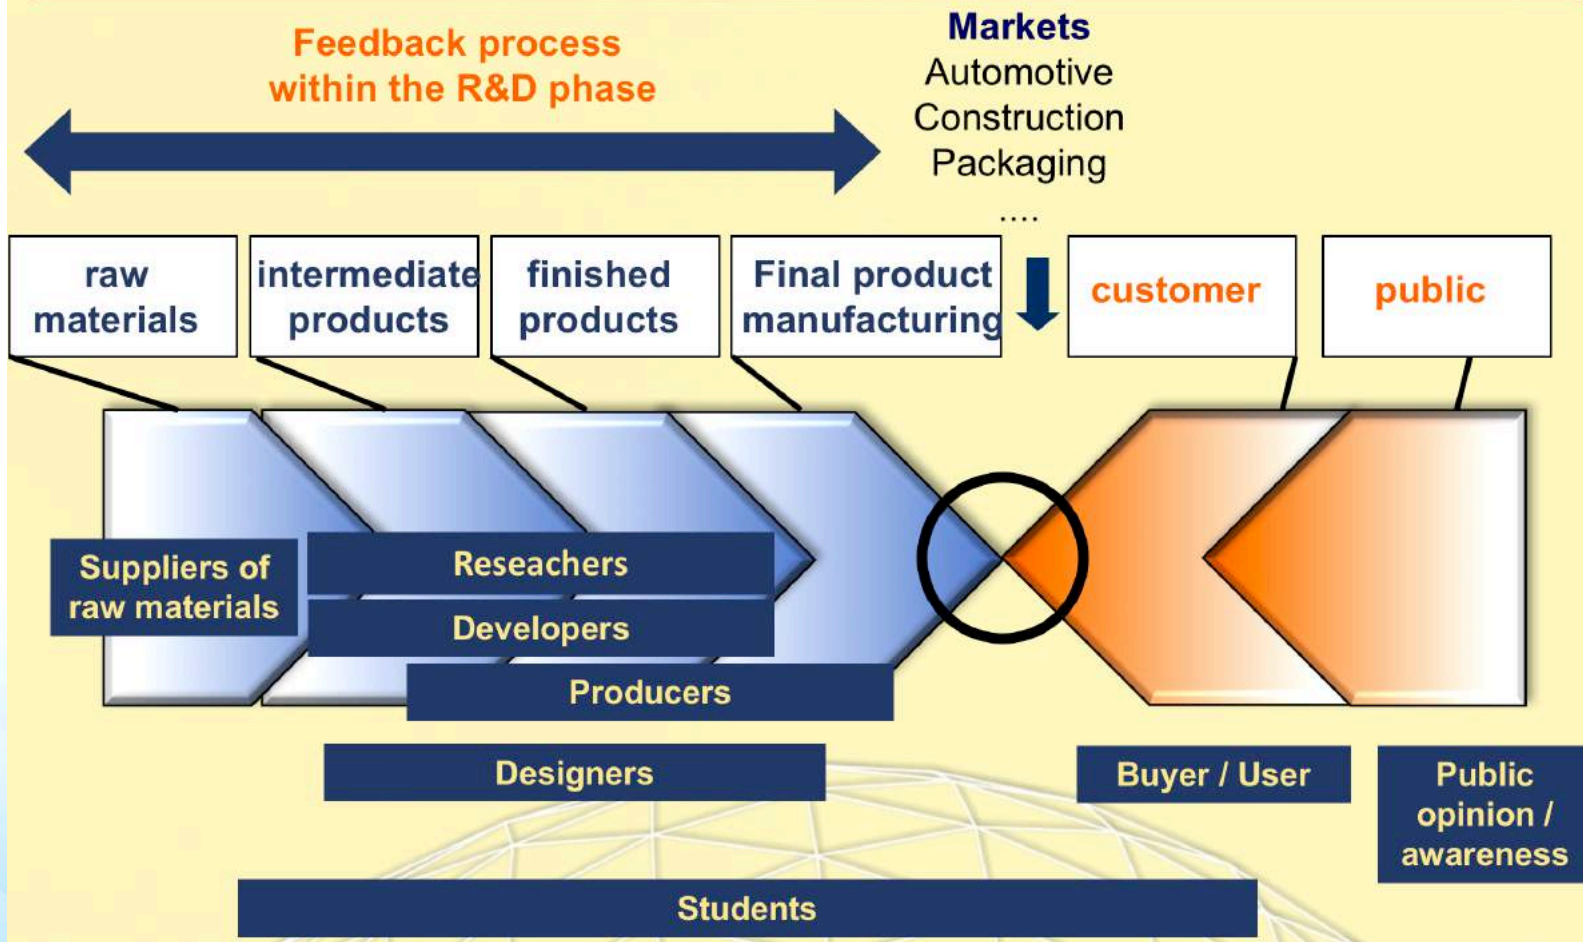 Feedback process
within the R&D phase
Markets
Automotive
Construction
Packaging
....
raw
materials
intermediate
products
finished
products
Final product
manufacturing
customer
public
Suppliers of
raw materials
Reseachers
Developers
Producers
Designers
Buyer / User
Public
opinion /
awareness
Students